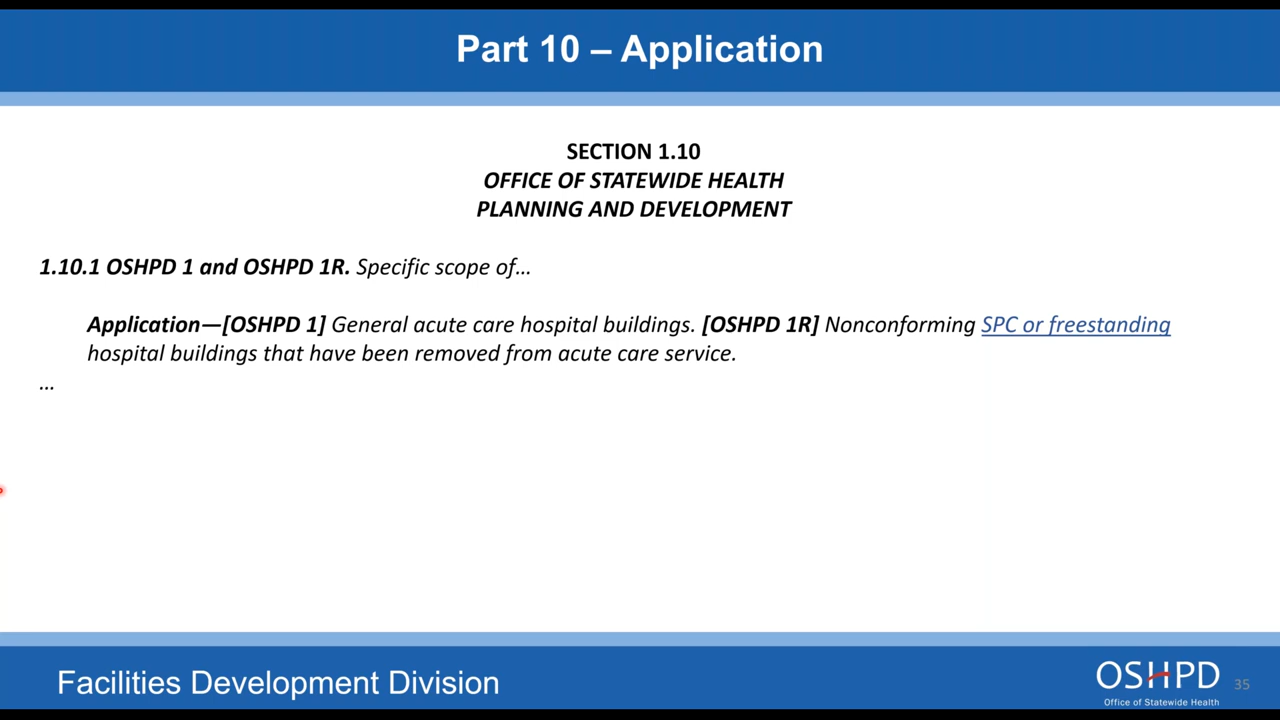 Part 10 – Application
SECTION 1.10
OFFICE OF STATEWIDE HEALTH
PLANNING AND DEVELOPMENT
1.10.1 OSHPD 1 and OSHPD 1R. Specific scope of…
Application—[OSHPD 1] General acute care hospital buildings. [OSHPD 1R] Nonconforming SPC or freestanding
hospital buildings that have been removed from acute care service.
…
Facilities Development Division
OSHPD
Office of Statewide Health
35